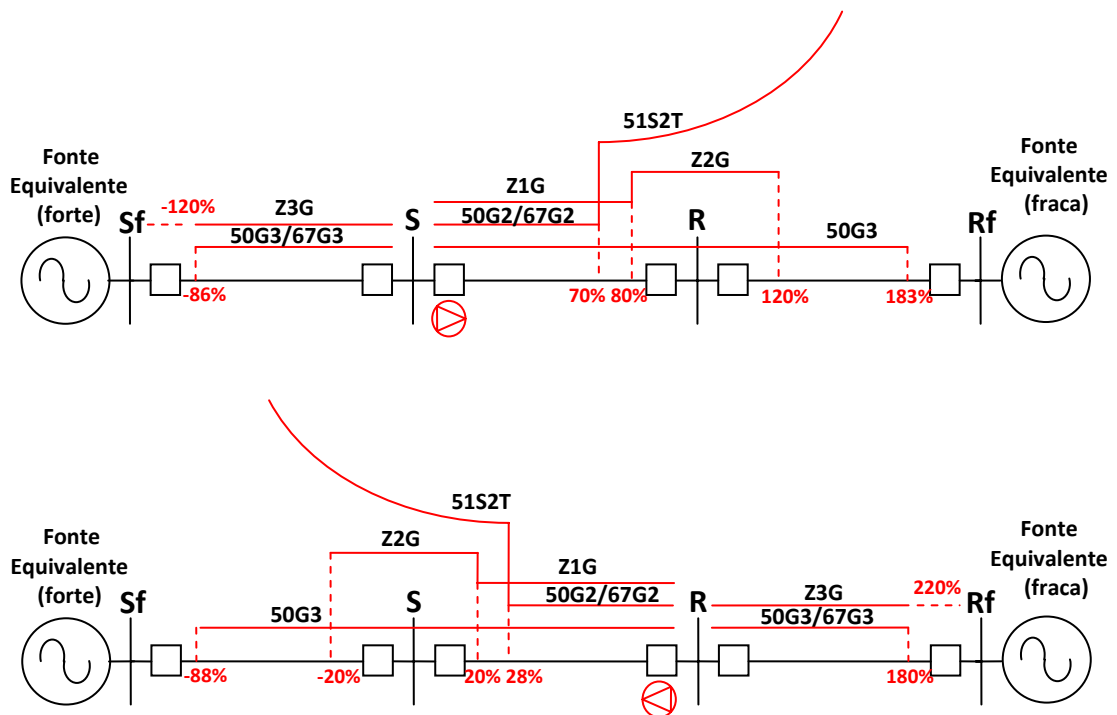 51S2T
Fonte
Equivalente
(forte)
Z1G
Z2G
Fonte
Equivalente
(fraca)
Sf
-120%
Z3G
S
50G2/67G2
R
Rf
50G3/67G3
50G3
-86%
70%
80%
120%
183%
51S2T
Fonte
Equivalente
(forte)
Z2G
Z1G
Fonte
Equivalente
(fraca)
Sf
S
50G2/67G2
R
Z3G
220%
Rf
50G3
50G3/67G3
-88%
-20%
20%
28%
180%